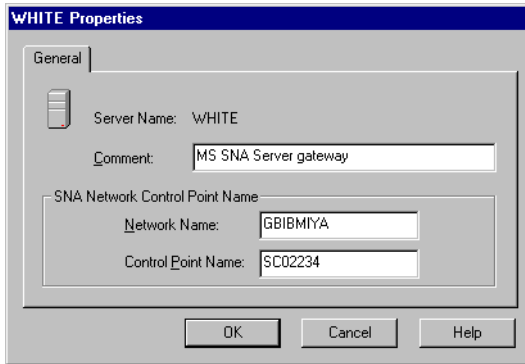 WHITE Properties
General
Server Name: WHITE
Comment: MS SNA Server gateway
SNA Network Control Point Name
Network Name: GBIBMIYA
Control Point Name: SC02234
OK Cancel Help